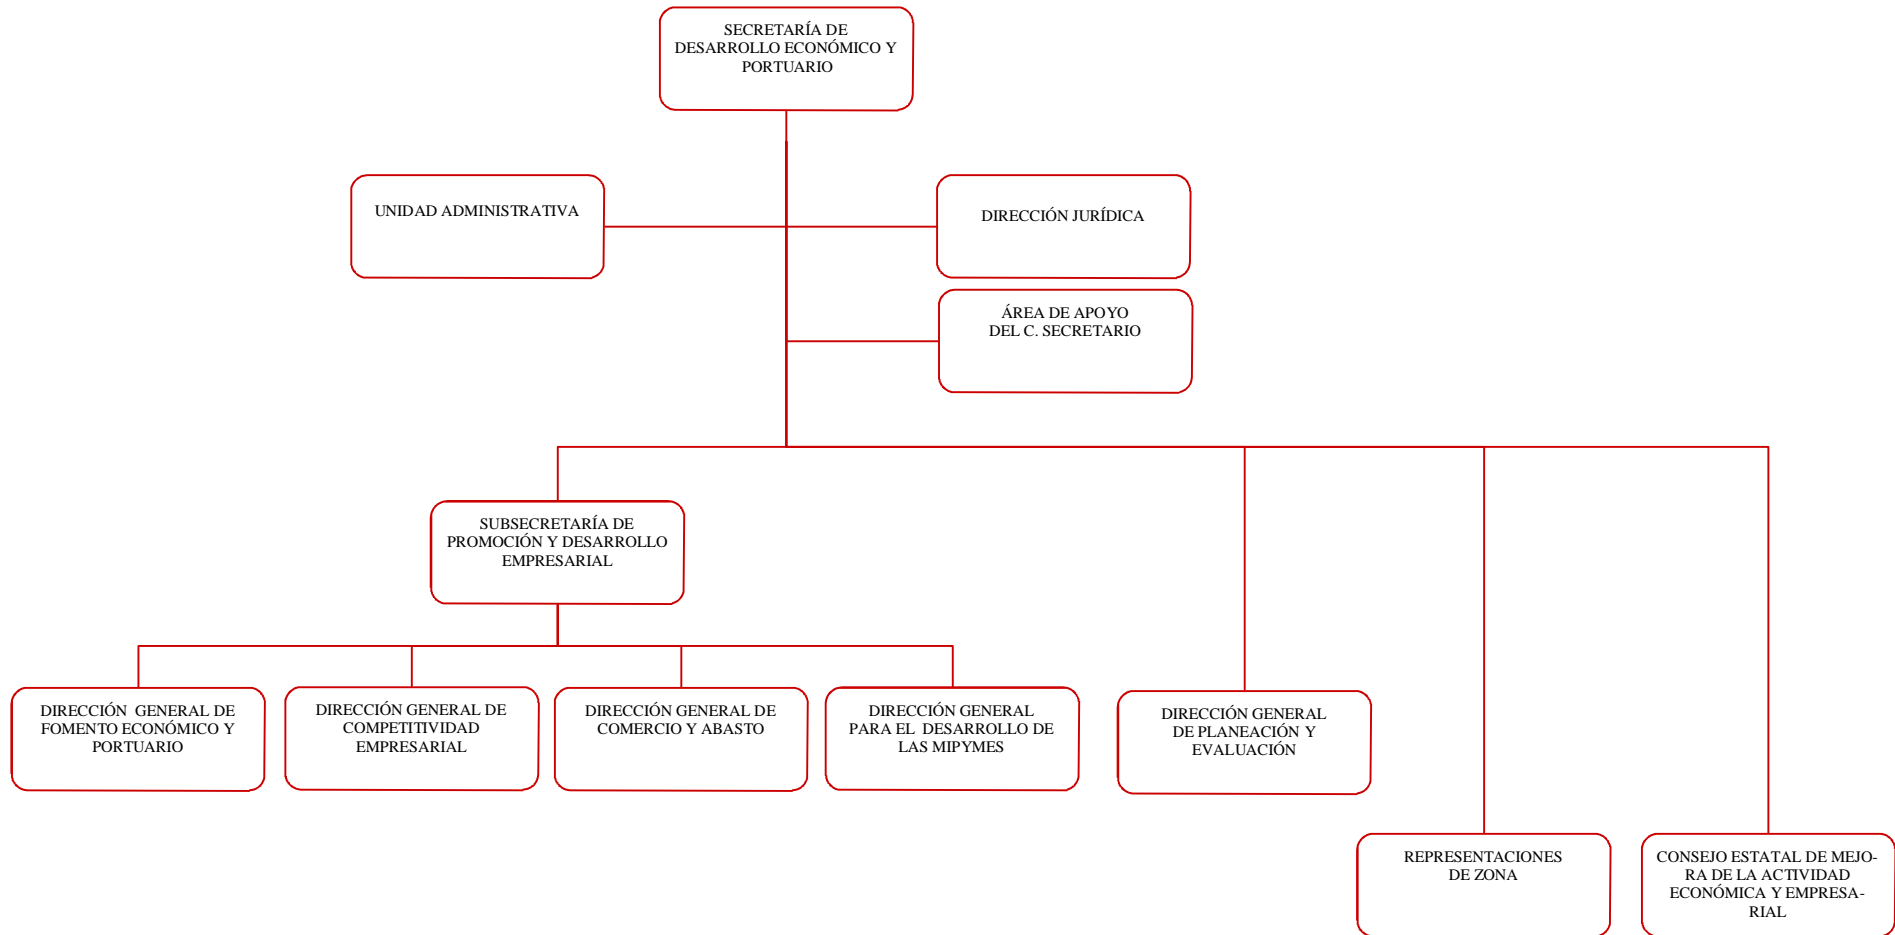 SECRETARÍA DE
DESARROLLO ECONÓMICO Y
PORTUARIO
UNIDAD ADMINISTRATIVA
DIRECCIÓN JURÍDICA
ÁREA DE APOYO
DEL C. SECRETARIO
SUBSECRETARÍA DE
PROMOCIÓN Y DESARROLLO
EMPRESARIAL
DIRECCIÓN GENERAL DE
FOMENTO ECONÓMICO Y
PORTUARIO
DIRECCIÓN GENERAL DE
COMPETITIVIDAD
EMPRESARIAL
DIRECCIÓN GENERAL DE
COMERCIO Y ABASTO
DIRECCIÓN GENERAL
PARA EL DESARROLLO DE
LAS MIPYMES
DIRECCIÓN GENERAL
DE PLANEACIÓN Y
EVALUACIÓN
REPRESENTACIONES
DE ZONA
CONSEJO ESTATAL DE MEJO-
RA DE LA ACTIVIDAD
ECONÓMICA Y EMPRESA-
RIAL